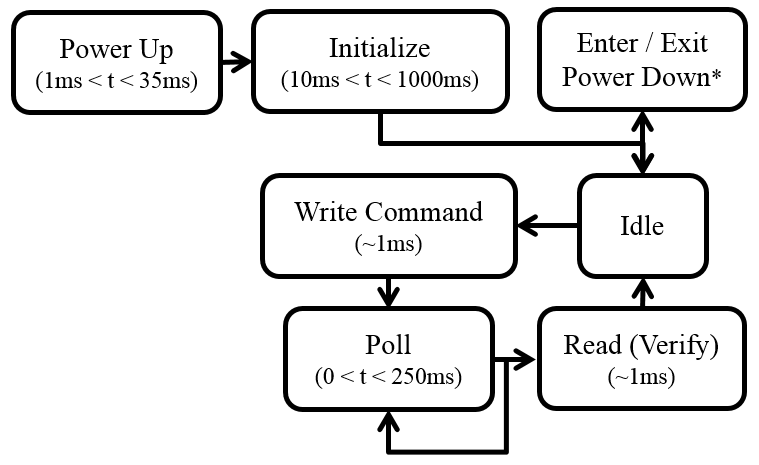 Power Up
(1ms < t < 35ms)
Initialize
(10ms < t < 1000ms)
Enter / Exit
Power Down*
Write Command
(~1ms)
Idle
Poll
(0 < t < 250ms)
Read (Verify)
(~1ms)